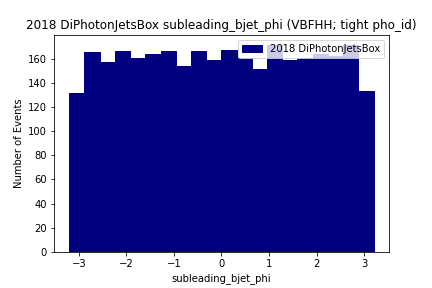 2018 DiPhotonJetsBox subleading_bjet_phi (VBFHH; tight pho_id)
2018 DiPhotonJetsBox
Number of Events
160
140
120
100
80
60
40
20
0
−3 −2 −1 0 1 2 3
subleading_bjet_phi